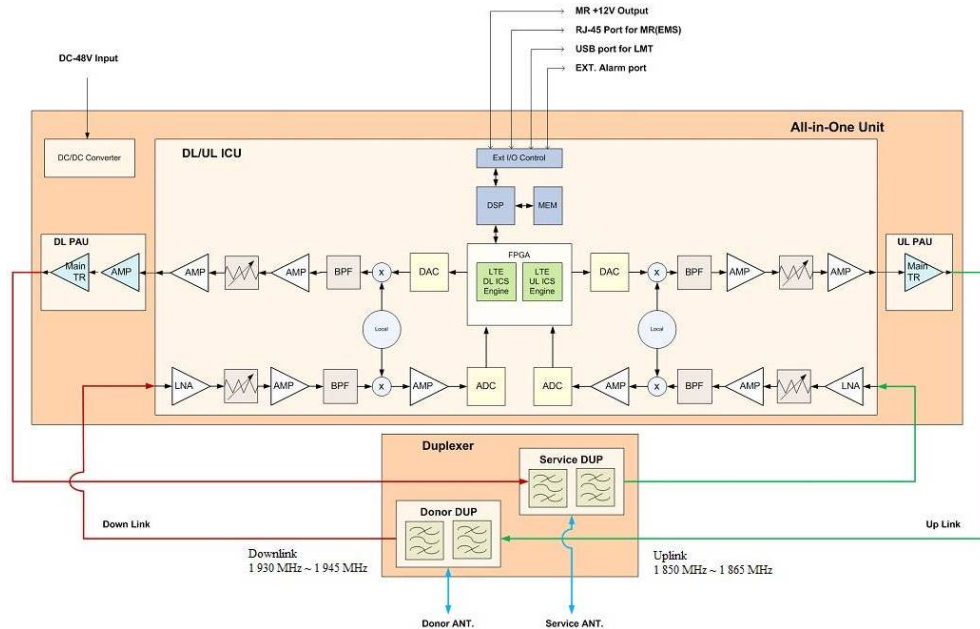 MR +12V Output
RJ-45 Port for MR(EMS)
USB port for LMT
EXT. Alarm port
DC-48V Input
All-in-One Unit
DC/DC Converter
DL/UL ICU
Ext I/O Control
DSP
MEM
DL PAU
Main
TR
AMP
AMP
AMP
BPF
X
DAC
FPGA
LTE
DL ICS
Engine
LTE
UL ICS
Engine
DAC
X
BPF
AMP
AMP
UL PAU
Main
TR
Local
Local
LNA
AMP
BPF
X
AMP
ADC
ADC
AMP
X
BPF
AMP
LNA
Duplexer
Service DUP
Donor DUP
Down Link
Up Link
Downlink
1 930 MHz ~ 1 945 MHz
Uplink
1 850 MHz ~ 1 865 MHz
Donor ANT.
Service ANT.